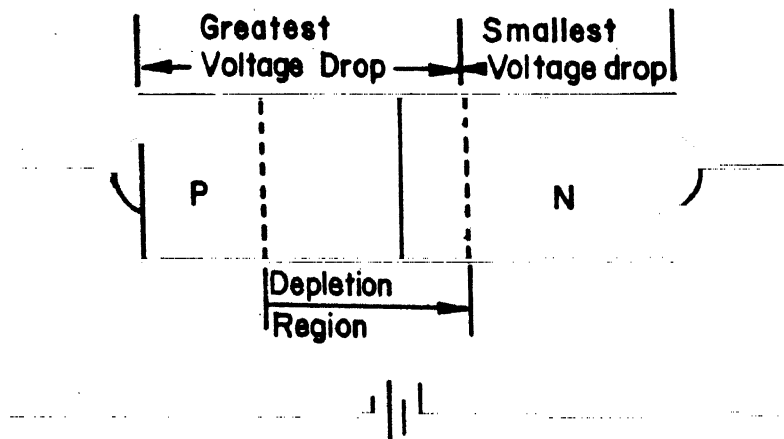 Greatest
Voltage Drop
Smallest
Voltage drop
P
N
Depletion
Region